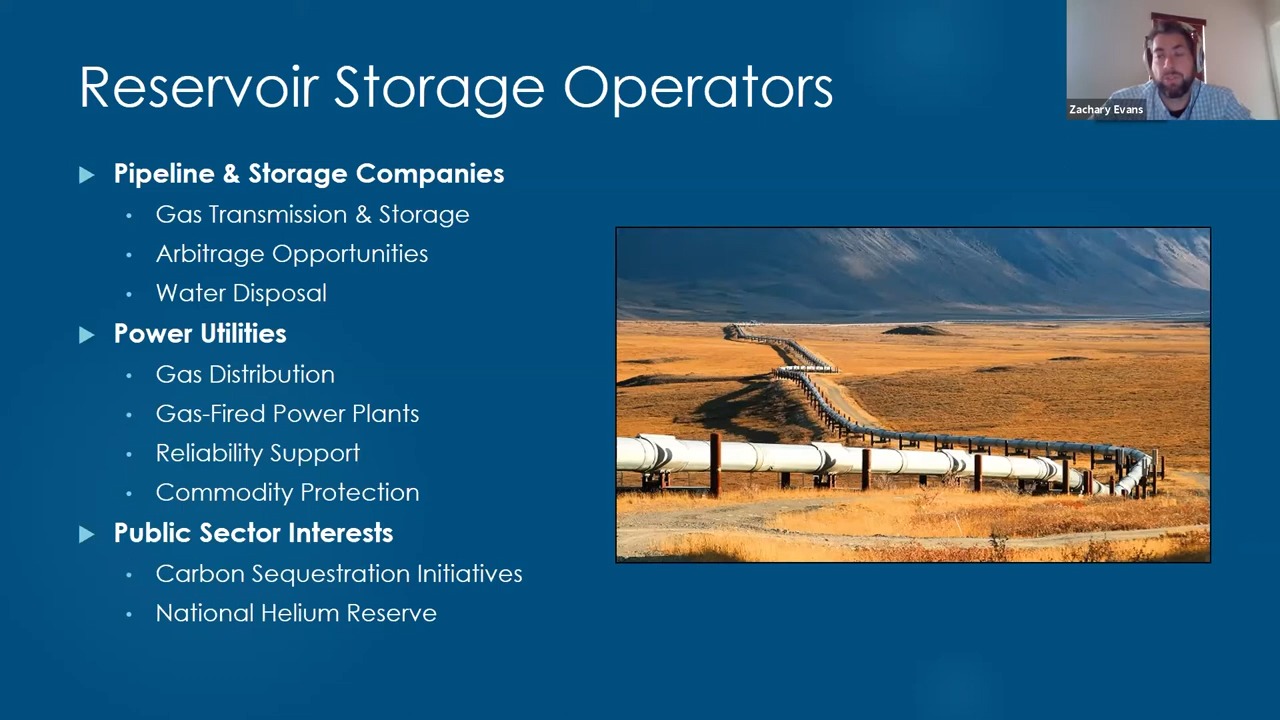 Reservoir Storage Operators
Zachary Evans
Pipeline & Storage Companies
Gas Transmission & Storage
Arbitrage Opportunities
Water Disposal
Power Utilities
Gas Distribution
Gas-Fired Power Plants
Reliability Support
Commodity Protection
Public Sector Interests
Carbon Sequestration Initiatives
National Helium Reserve